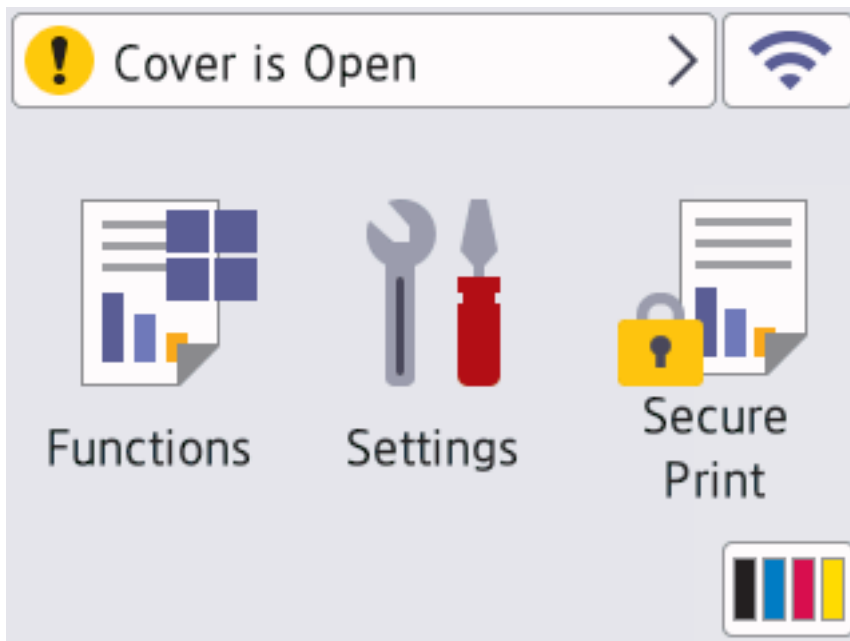 Cover is Open
Functions
Settings
Secure
Print